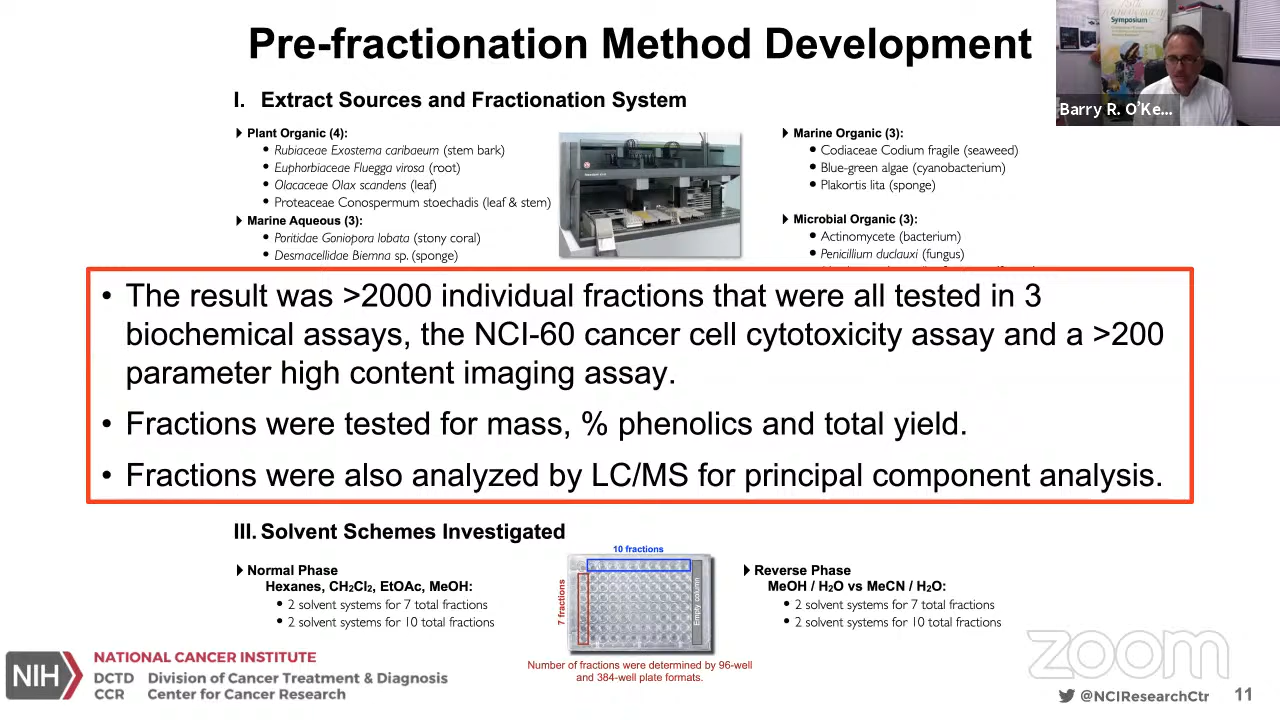 Pre-fractionation Method Development
Symposium
Barry R. O'Ke...
I. Extract Sources and Fractionation System
Plant Organic (4):
• Rubiaceae Exostema caribaeum (stem bark)
• Euphorbiaceae Fluegga virosa (root)
• Olacaceae Olax scandens (leaf)
• Proteaceae Conospermum stoechadis (leaf & stem)
Marine Aqueous (3):
• Poritidae Goniopora lobata (stony coral)
• Desmacellidae Biemna sp. (sponge)
Marine Organic (3):
• Codiaceae Codium fragile (seaweed)
• Blue-green algae (cyanobacterium)
• Plakortis lita (sponge)
Microbial Organic (3):
• Actinomycete (bacterium)
• Penicillium duclauxi (fungus)
• The result was >2000 individual fractions that were all tested in 3
biochemical assays, the NCI-60 cancer cell cytotoxicity assay and a >200
parameter high content imaging assay.
• Fractions were tested for mass, % phenolics and total yield.
• Fractions were also analyzed by LC/MS for principal component analysis.
III. Solvent Schemes Investigated
Normal Phase
Hexanes, CH₂Cl₂, EtOAc, MeOH:
• 2 solvent systems for 7 total fractions
• 2 solvent systems for 10 total fractions
10 fractions
7 fractions
Empty column
Number of fractions were determined by 96-well
and 384-well plate formats.
Reverse Phase
MeOH / H₂O vs MeCN / H₂O:
• 2 solvent systems for 7 total fractions
• 2 solvent systems for 10 total fractions
NIH
NATIONAL CANCER INSTITUTE
DCTD Division of Cancer Treatment & Diagnosis
CCR Center for Cancer Research
zoom
@NCIResearchCtr 11